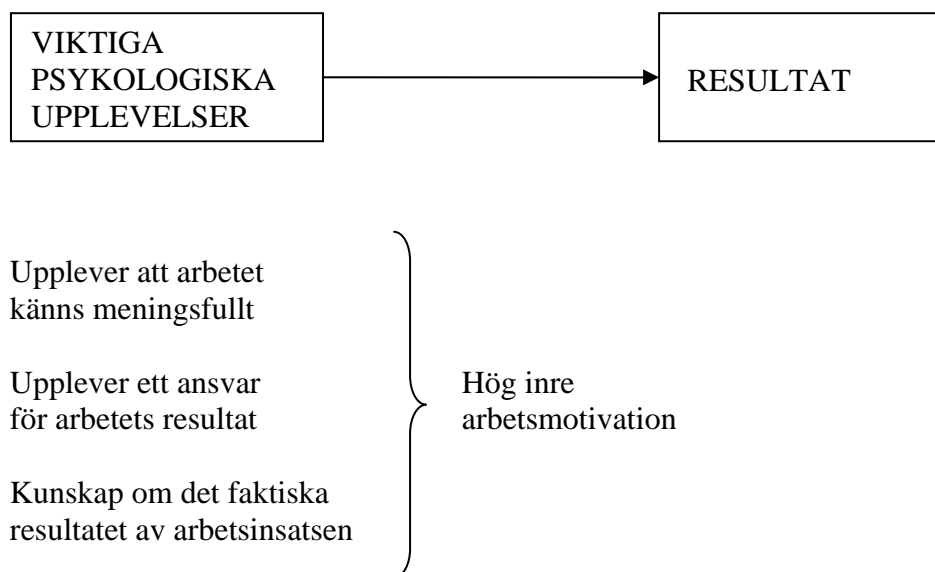 VIKTIGA
PSYKOLOGISKA
UPPLEVELSER
RESULTAT
Upplever att arbetet
känns meningsfullt
Upplever ett ansvar
för arbetets resultat
Hög inre
arbetsmotivation
Kunskap om det faktiska
resultatet av arbetsinsatsen